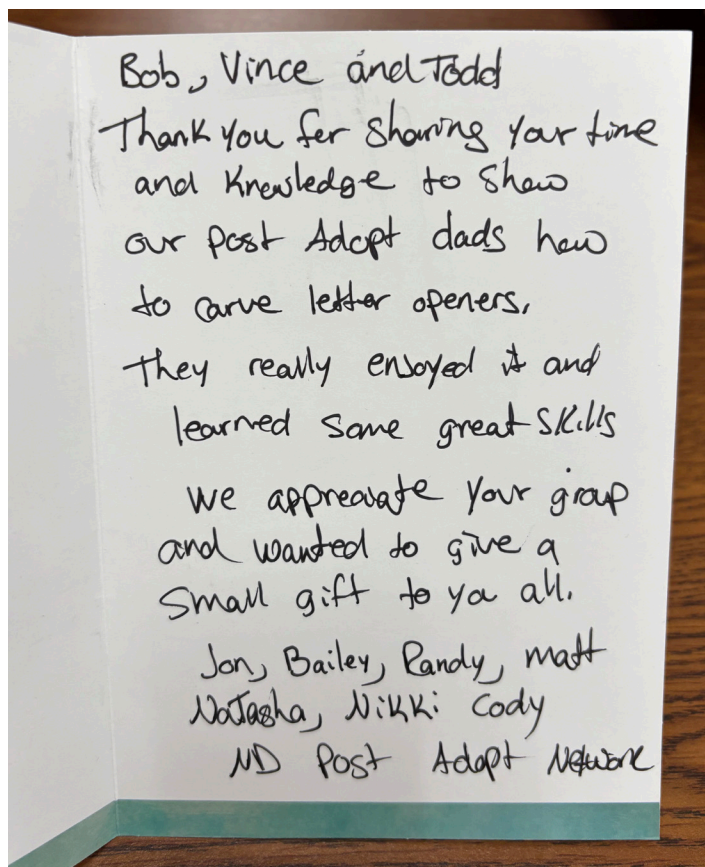 Bob, Vince and Todd
Thank you for sharing your time
and Knowledge to Show
our post Adopt dads how
to carve letter openers.
They really enjoyed it and
learned some great skills
We appreciate your group
and wanted to give a
Small gift to you all.
Jon, Bailey, Randy, Matt
Natasha, Nikki Cody
ND Post Adopt Network